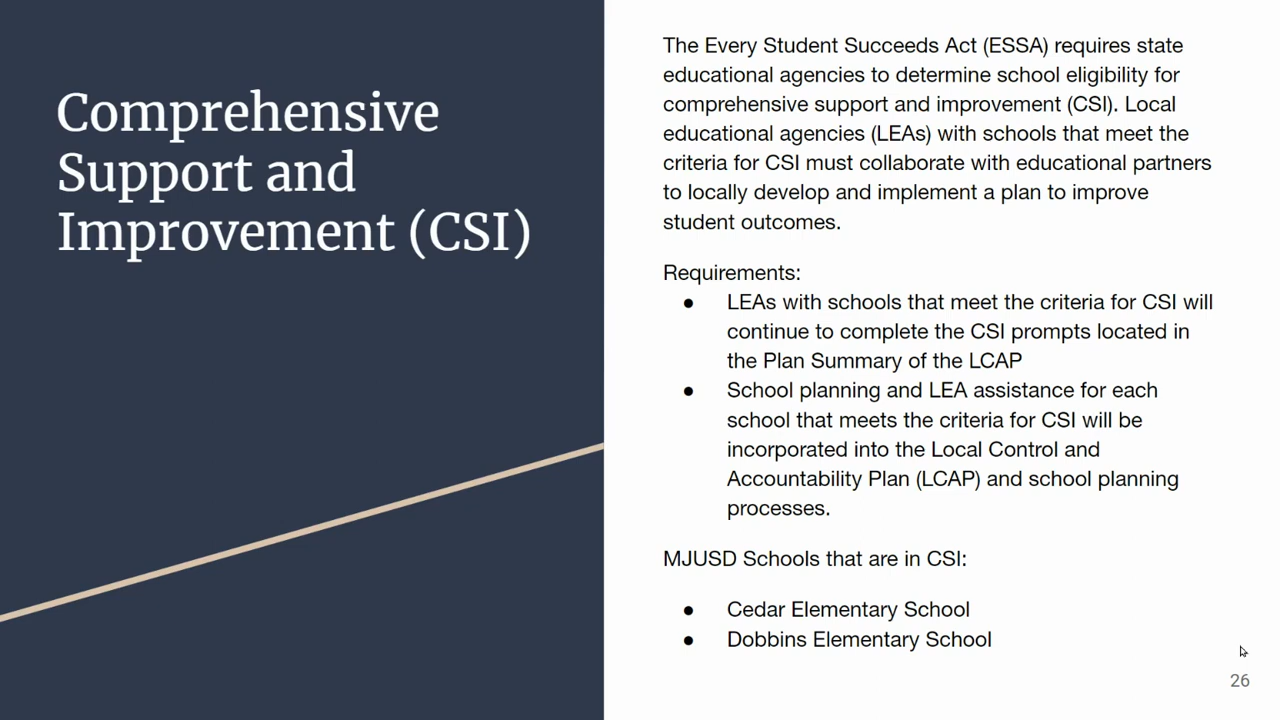 Comprehensive
Support and
Improvement (CSI)
The Every Student Succeeds Act (ESSA) requires state
educational agencies to determine school eligibility for
comprehensive support and improvement (CSI). Local
educational agencies (LEAs) with schools that meet the
criteria for CSI must collaborate with educational partners
to locally develop and implement a plan to improve
student outcomes.
Requirements:
● LEAs with schools that meet the criteria for CSI will
continue to complete the CSI prompts located in
the Plan Summary of the LCAP
● School planning and LEA assistance for each
school that meets the criteria for CSI will be
incorporated into the Local Control and
Accountability Plan (LCAP) and school planning
processes.
MJUSD Schools that are in CSI:
● Cedar Elementary School
● Dobbins Elementary School
26